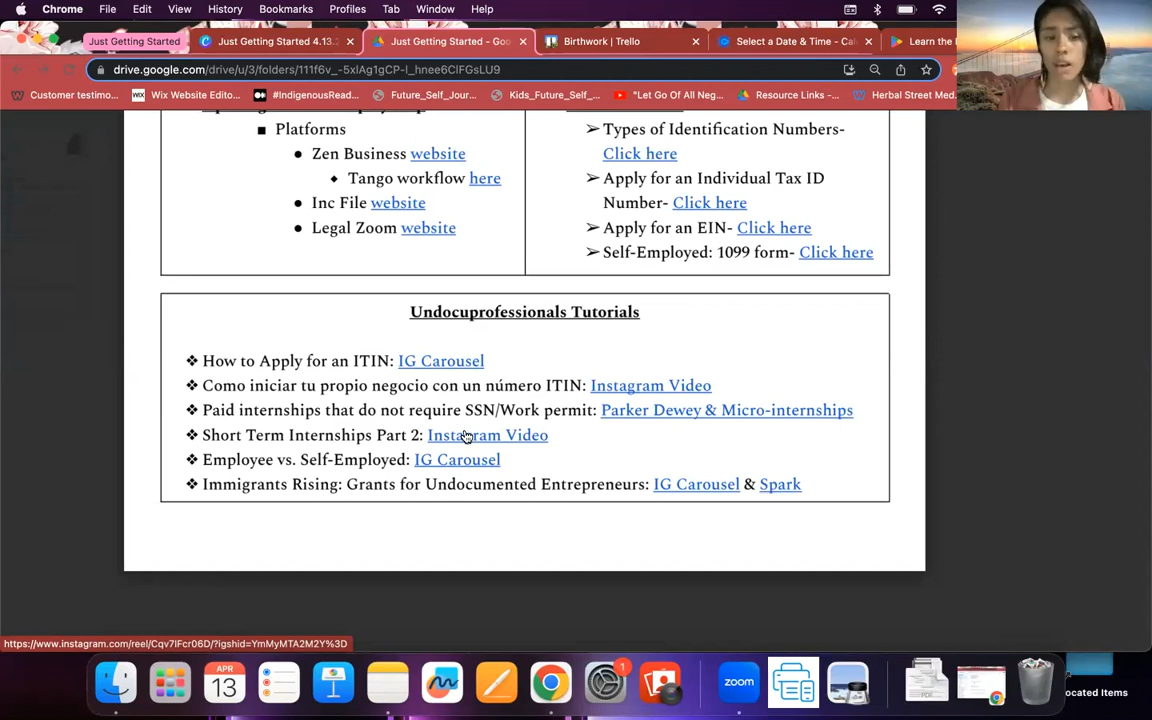 Chrome File Edit View History Bookmarks Profiles Tab Window Help
Just Getting Started
Just Getting Started 4.13.
Just Getting Started - Goo
Birthwork | Trello
Select a Date & Time - Cal
Learn the
drive.google.com/drive/u/3/folders/111f6v_-5xlAg1gCP-l_hnee6ClFGsLU9
Customer testimo...
Wix Website Edito...
#IndigenousRead...
Future_Self_Jour...
Kids_Future_Self_...
"Let Go Of All Neg...
Resource Links -...
Herbal Street Med.
■ Platforms
● Zen Business website
◆ Tango workflow here
● Inc File website
● Legal Zoom website
➢ Types of Identification Numbers-
Click here
➢ Apply for an Individual Tax ID
Number- Click here
➢ Apply for an EIN- Click here
➢ Self-Employed: 1099 form- Click here
Undocuprofessionals Tutorials
❖ How to Apply for an ITIN: IG Carousel
❖ Como iniciar tu propio negocio con un número ITIN: Instagram Video
❖ Paid internships that do not require SSN/Work permit: Parker Dewey & Micro-internships
❖ Short Term Internships Part 2: Instagram Video
❖ Employee vs. Self-Employed: IG Carousel
❖ Immigrants Rising: Grants for Undocumented Entrepreneurs: IG Carousel & Spark
https://www.instagram.com/reel/Cqv7lFcr06D/?igshid=YmMyMTA2M2Y%3D
APR
13
1
zoom
PDF
ocated Items